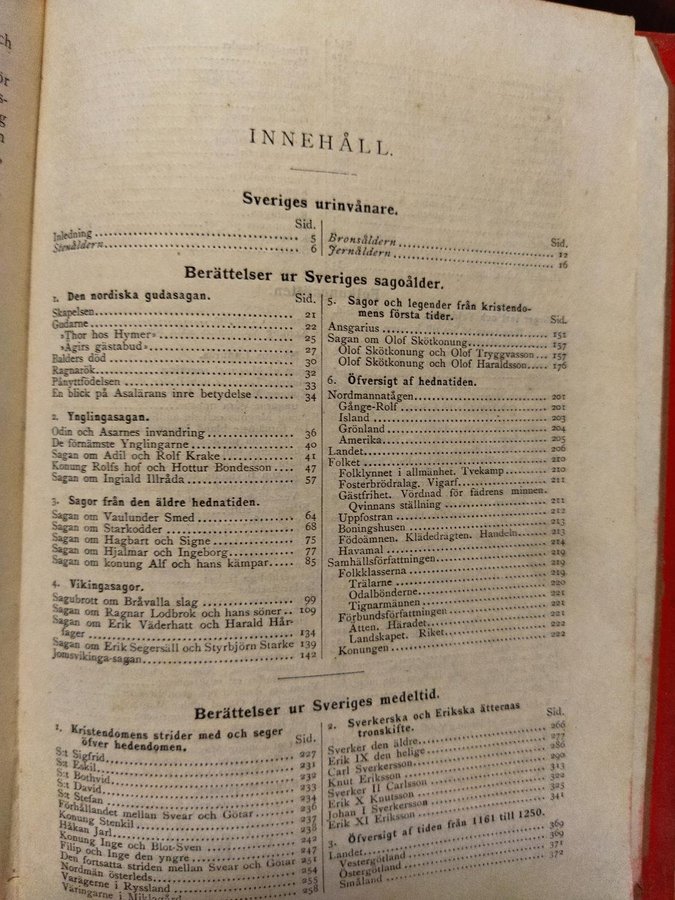 ch
ör
s-
g
n
INNEHÅLL.
Sveriges urinvånare.
Sid.
Inledning 5
Stenåldern 6
Sid.
Bronsåldern 12
Jernåldern 16
Berättelser ur Sveriges sagoålder.
1. Den nordiska gudasagan. Sid.
Skapelsen 21
Gudarne 22
»Thor hos Hymer» 25
»Ägirs gästabud» 27
Balders död 30
Ragnarök 32
Pånyttfödelsen 33
En blick på Asalärans inre betydelse 34
2. Ynglingasagan.
Odin och Asarnes invandring 36
De förnämste Ynglingarne 40
Sagan om Adil och Rolf Krake 41
Konung Rolfs hof och Hottur Bondesson 47
Sagan om Ingiald Illråda 57
3. Sagor från den äldre hednatiden.
Sagan om Vaulunder Smed 64
Sagan om Starkodder 68
Sagan om Hagbart och Signe 75
Sagan om Hjalmar och Ingeborg 77
Sagan om konung Alf och hans kämpar 85
4. Vikingasagor.
Sagubrott om Bråvalla slag 99
Sagan om Ragnar Lodbrok och hans söner 109
Sagan om Erik Väderhatt och Harald Hår-
fager 134
Sagan om Erik Segersäll och Styrbjörn Starke 139
Jomsvikinga-sagan 142
5. Sagor och legender från kristendo-
mens första tider. Sid.
Ansgarius 151
Sagan om Olof Skötkonung 157
Olof Skötkonung och Olof Tryggvasson 157
Olof Skötkonung och Olof Haraldsson 176
6. Öfversigt af hednatiden.
Nordmannatågen 201
Gånge-Rolf 201
Island 203
Grönland 204
Amerika 205
Landet 206
Folket 210
Folklynnet i allmänhet. Tvekamp 210
Fosterbrödralag. Vigarf 211
Gästfrihet. Vördnad för fädrens minnen.
Qvinnans ställning 211
Uppfostran 212
Boningshusen 213
Födoämnen. Klädedragten. Handeln 214
Havamal 219
Samhällsförfattningen 219
Folkklasserna 219
Trälarne 220
Odalbönderne 221
Tignarmännen 221
Förbundsförfattningen 221
Ätten. Häradet 222
Landskapet. Riket 222
Konungen 222
Berättelser ur Sveriges medeltid.
1. Kristendomens strider med och seger
öfver hedendomen. Sid.
S:t Sigfrid 227
S:t Eskil 231
S:t Bothvid 232
S:t David 233
S:t Stefan 234
Förhållandet mellan Svear och Götar 236
Konung Stenkil 237
Håkan Jarl 238
Konung Inge och Blot-Sven 242
Filip och Inge den yngre 247
Den fortsatta striden mellan Svear och Götar 251
Nordmän österleds 254
Varägerne i Ryssland 255
Väringarne i Miklagård 258
2. Sverkerska och Erikska ätternas
tronskifte. Sid.
Sverker den äldre 266
Erik IX den helige 277
Carl Sverkersson 286
Knut Eriksson 290
Sverker II Carlsson 313
Erik X Knutsson 322
Johan I Sverkersson 325
Erik XI Eriksson 341
3. Öfversigt af tiden från 1161 till 1250.
Landet 369
Vestergötland 369
Östergötland 371
Småland 372